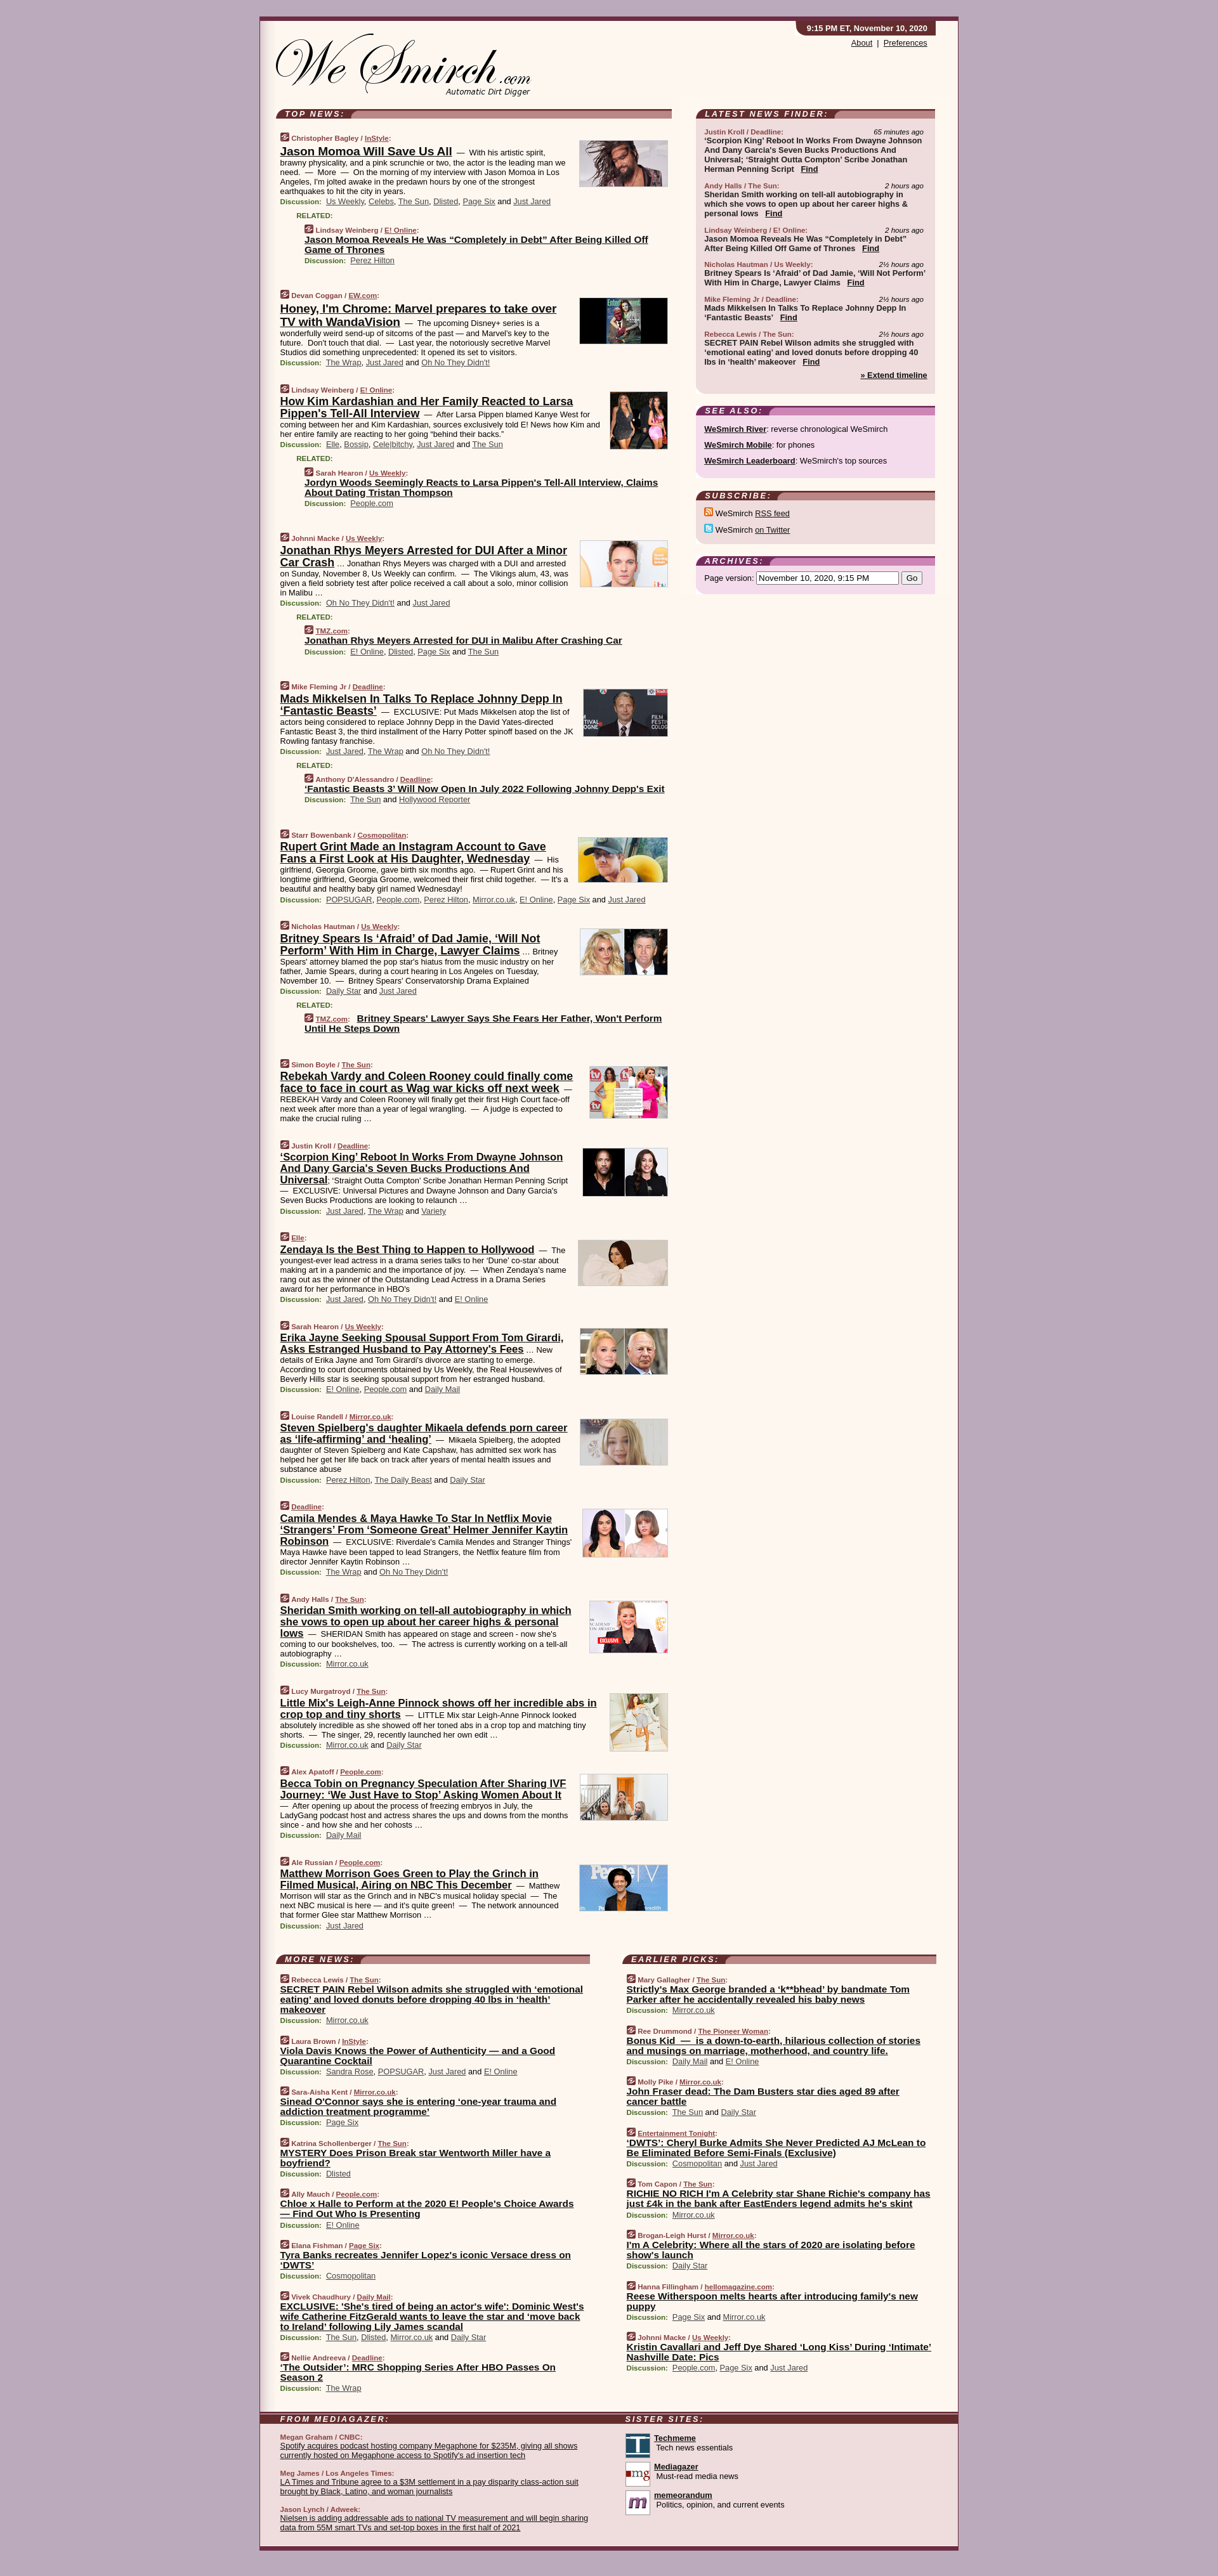 9:15 PM ET, November 10, 2020
About | Preferences
We Smirch .com
Automatic Dirt Digger
TOP NEWS:
Christopher Bagley / InStyle:
Jason Momoa Will Save Us All — With his artistic spirit,
brawny physicality, and a pink scrunchie or two, the actor is the leading man we
need. — More — On the morning of my interview with Jason Momoa in Los
Angeles, I'm jolted awake in the predawn hours by one of the strongest
earthquakes to hit the city in years.
Discussion: Us Weekly, Celebs, The Sun, Dlisted, Page Six and Just Jared
RELATED:
Lindsay Weinberg / E! Online:
Jason Momoa Reveals He Was “Completely in Debt” After Being Killed Off
Game of Thrones
Discussion: Perez Hilton
Devan Coggan / EW.com:
Honey, I'm Chrome: Marvel prepares to take over
TV with WandaVision — The upcoming Disney+ series is a
wonderfully weird send-up of sitcoms of the past — and Marvel's key to the
future. Don't touch that dial. — Last year, the notoriously secretive Marvel
Studios did something unprecedented: It opened its set to visitors.
Discussion: The Wrap, Just Jared and Oh No They Didn't!
Lindsay Weinberg / E! Online:
How Kim Kardashian and Her Family Reacted to Larsa
Pippen's Tell-All Interview — After Larsa Pippen blamed Kanye West for
coming between her and Kim Kardashian, sources exclusively told E! News how Kim and
her entire family are reacting to her going “behind their backs.”
Discussion: Elle, Bossip, Cele|bitchy, Just Jared and The Sun
RELATED:
Sarah Hearon / Us Weekly:
Jordyn Woods Seemingly Reacts to Larsa Pippen's Tell-All Interview, Claims
About Dating Tristan Thompson
Discussion: People.com
Johnni Macke / Us Weekly:
Jonathan Rhys Meyers Arrested for DUI After a Minor
Car Crash … Jonathan Rhys Meyers was charged with a DUI and arrested
on Sunday, November 8, Us Weekly can confirm. — The Vikings alum, 43, was
given a field sobriety test after police received a call about a solo, minor collision
in Malibu …
Discussion: Oh No They Didn't! and Just Jared
RELATED:
TMZ.com:
Jonathan Rhys Meyers Arrested for DUI in Malibu After Crashing Car
Discussion: E! Online, Dlisted, Page Six and The Sun
Mike Fleming Jr / Deadline:
Mads Mikkelsen In Talks To Replace Johnny Depp In
‘Fantastic Beasts’ — EXCLUSIVE: Put Mads Mikkelsen atop the list of
actors being considered to replace Johnny Depp in the David Yates-directed
Fantastic Beast 3, the third installment of the Harry Potter spinoff based on the JK
Rowling fantasy franchise.
Discussion: Just Jared, The Wrap and Oh No They Didn't!
RELATED:
Anthony D'Alessandro / Deadline:
‘Fantastic Beasts 3’ Will Now Open In July 2022 Following Johnny Depp's Exit
Discussion: The Sun and Hollywood Reporter
Starr Bowenbank / Cosmopolitan:
Rupert Grint Made an Instagram Account to Gave
Fans a First Look at His Daughter, Wednesday — His
girlfriend, Georgia Groome, gave birth six months ago. — Rupert Grint and his
longtime girlfriend, Georgia Groome, welcomed their first child together. — It's a
beautiful and healthy baby girl named Wednesday!
Discussion: POPSUGAR, People.com, Perez Hilton, Mirror.co.uk, E! Online, Page Six and Just Jared
Nicholas Hautman / Us Weekly:
Britney Spears Is ‘Afraid’ of Dad Jamie, ‘Will Not
Perform’ With Him in Charge, Lawyer Claims … Britney
Spears' attorney blamed the pop star's hiatus from the music industry on her
father, Jamie Spears, during a court hearing in Los Angeles on Tuesday,
November 10. — Britney Spears' Conservatorship Drama Explained
Discussion: Daily Star and Just Jared
RELATED:
TMZ.com: Britney Spears' Lawyer Says She Fears Her Father, Won't Perform
Until He Steps Down
Simon Boyle / The Sun:
Rebekah Vardy and Coleen Rooney could finally come
face to face in court as Wag war kicks off next week —
REBEKAH Vardy and Coleen Rooney will finally get their first High Court face-off
next week after more than a year of legal wrangling. — A judge is expected to
make the crucial ruling …
Justin Kroll / Deadline:
‘Scorpion King’ Reboot In Works From Dwayne Johnson
And Dany Garcia's Seven Bucks Productions And
Universal; ‘Straight Outta Compton’ Scribe Jonathan Herman Penning Script
— EXCLUSIVE: Universal Pictures and Dwayne Johnson and Dany Garcia's
Seven Bucks Productions are looking to relaunch …
Discussion: Just Jared, The Wrap and Variety
Elle:
Zendaya Is the Best Thing to Happen to Hollywood — The
youngest-ever lead actress in a drama series talks to her ‘Dune’ co-star about
making art in a pandemic and the importance of joy. — When Zendaya's name
rang out as the winner of the Outstanding Lead Actress in a Drama Series
award for her performance in HBO's
Discussion: Just Jared, Oh No They Didn't! and E! Online
Sarah Hearon / Us Weekly:
Erika Jayne Seeking Spousal Support From Tom Girardi,
Asks Estranged Husband to Pay Attorney's Fees … New
details of Erika Jayne and Tom Girardi's divorce are starting to emerge.
According to court documents obtained by Us Weekly, the Real Housewives of
Beverly Hills star is seeking spousal support from her estranged husband.
Discussion: E! Online, People.com and Daily Mail
Louise Randell / Mirror.co.uk:
Steven Spielberg's daughter Mikaela defends porn career
as ‘life-affirming’ and ‘healing’ — Mikaela Spielberg, the adopted
daughter of Steven Spielberg and Kate Capshaw, has admitted sex work has
helped her get her life back on track after years of mental health issues and
substance abuse
Discussion: Perez Hilton, The Daily Beast and Daily Star
Deadline:
Camila Mendes & Maya Hawke To Star In Netflix Movie
‘Strangers’ From ‘Someone Great’ Helmer Jennifer Kaytin
Robinson — EXCLUSIVE: Riverdale's Camila Mendes and Stranger Things'
Maya Hawke have been tapped to lead Strangers, the Netflix feature film from
director Jennifer Kaytin Robinson …
Discussion: The Wrap and Oh No They Didn't!
Andy Halls / The Sun:
Sheridan Smith working on tell-all autobiography in which
she vows to open up about her career highs & personal
lows — SHERIDAN Smith has appeared on stage and screen - now she's
coming to our bookshelves, too. — The actress is currently working on a tell-all
autobiography …
Discussion: Mirror.co.uk
EXCLUSIVE
Lucy Murgatroyd / The Sun:
Little Mix's Leigh-Anne Pinnock shows off her incredible abs in
crop top and tiny shorts — LITTLE Mix star Leigh-Anne Pinnock looked
absolutely incredible as she showed off her toned abs in a crop top and matching tiny
shorts. — The singer, 29, recently launched her own edit …
Discussion: Mirror.co.uk and Daily Star
Alex Apatoff / People.com:
Becca Tobin on Pregnancy Speculation After Sharing IVF
Journey: ‘We Just Have to Stop’ Asking Women About It
— After opening up about the process of freezing embryos in July, the
LadyGang podcast host and actress shares the ups and downs from the months
since - and how she and her cohosts …
Discussion: Daily Mail
Ale Russian / People.com:
Matthew Morrison Goes Green to Play the Grinch in
Filmed Musical, Airing on NBC This December — Matthew
Morrison will star as the Grinch and in NBC's musical holiday special — The
next NBC musical is here — and it's quite green! — The network announced
that former Glee star Matthew Morrison …
Discussion: Just Jared
LATEST NEWS FINDER:
Justin Kroll / Deadline: 65 minutes ago
‘Scorpion King’ Reboot In Works From Dwayne Johnson
And Dany Garcia's Seven Bucks Productions And
Universal; ‘Straight Outta Compton’ Scribe Jonathan
Herman Penning Script Find
Andy Halls / The Sun: 2 hours ago
Sheridan Smith working on tell-all autobiography in
which she vows to open up about her career highs &
personal lows Find
Lindsay Weinberg / E! Online: 2 hours ago
Jason Momoa Reveals He Was “Completely in Debt”
After Being Killed Off Game of Thrones Find
Nicholas Hautman / Us Weekly: 2½ hours ago
Britney Spears Is ‘Afraid’ of Dad Jamie, ‘Will Not Perform’
With Him in Charge, Lawyer Claims Find
Mike Fleming Jr / Deadline: 2½ hours ago
Mads Mikkelsen In Talks To Replace Johnny Depp In
‘Fantastic Beasts’ Find
Rebecca Lewis / The Sun: 2½ hours ago
SECRET PAIN Rebel Wilson admits she struggled with
‘emotional eating’ and loved donuts before dropping 40
lbs in ‘health’ makeover Find
» Extend timeline
SEE ALSO:
WeSmirch River: reverse chronological WeSmirch
WeSmirch Mobile: for phones
WeSmirch Leaderboard: WeSmirch's top sources
SUBSCRIBE:
WeSmirch RSS feed
WeSmirch on Twitter
ARCHIVES:
Page version: November 10, 2020, 9:15 PM Go
MORE NEWS:
Rebecca Lewis / The Sun:
SECRET PAIN Rebel Wilson admits she struggled with ‘emotional
eating’ and loved donuts before dropping 40 lbs in ‘health’
makeover
Discussion: Mirror.co.uk
Laura Brown / InStyle:
Viola Davis Knows the Power of Authenticity — and a Good
Quarantine Cocktail
Discussion: Sandra Rose, POPSUGAR, Just Jared and E! Online
Sara-Aisha Kent / Mirror.co.uk:
Sinead O'Connor says she is entering ‘one-year trauma and
addiction treatment programme’
Discussion: Page Six
Katrina Schollenberger / The Sun:
MYSTERY Does Prison Break star Wentworth Miller have a
boyfriend?
Discussion: Dlisted
Ally Mauch / People.com:
Chloe x Halle to Perform at the 2020 E! People's Choice Awards
— Find Out Who Is Presenting
Discussion: E! Online
Elana Fishman / Page Six:
Tyra Banks recreates Jennifer Lopez's iconic Versace dress on
‘DWTS’
Discussion: Cosmopolitan
Vivek Chaudhury / Daily Mail:
EXCLUSIVE: 'She's tired of being an actor's wife': Dominic West's
wife Catherine FitzGerald wants to leave the star and ‘move back
to Ireland’ following Lily James scandal
Discussion: The Sun, Dlisted, Mirror.co.uk and Daily Star
Nellie Andreeva / Deadline:
‘The Outsider’: MRC Shopping Series After HBO Passes On
Season 2
Discussion: The Wrap
EARLIER PICKS:
Mary Gallagher / The Sun:
Strictly's Max George branded a ‘k**bhead’ by bandmate Tom
Parker after he accidentally revealed his baby news
Discussion: Mirror.co.uk
Ree Drummond / The Pioneer Woman:
Bonus Kid — is a down-to-earth, hilarious collection of stories
and musings on marriage, motherhood, and country life.
Discussion: Daily Mail and E! Online
Molly Pike / Mirror.co.uk:
John Fraser dead: The Dam Busters star dies aged 89 after
cancer battle
Discussion: The Sun and Daily Star
Entertainment Tonight:
‘DWTS’: Cheryl Burke Admits She Never Predicted AJ McLean to
Be Eliminated Before Semi-Finals (Exclusive)
Discussion: Cosmopolitan and Just Jared
Tom Capon / The Sun:
RICHIE NO RICH I'm A Celebrity star Shane Richie's company has
just £4k in the bank after EastEnders legend admits he's skint
Discussion: Mirror.co.uk
Brogan-Leigh Hurst / Mirror.co.uk:
I'm A Celebrity: Where all the stars of 2020 are isolating before
show's launch
Discussion: Daily Star
Hanna Fillingham / hellomagazine.com:
Reese Witherspoon melts hearts after introducing family's new
puppy
Discussion: Page Six and Mirror.co.uk
Johnni Macke / Us Weekly:
Kristin Cavallari and Jeff Dye Shared ‘Long Kiss’ During ‘Intimate’
Nashville Date: Pics
Discussion: People.com, Page Six and Just Jared
FROM MEDIAGAZER:
Megan Graham / CNBC:
Spotify acquires podcast hosting company Megaphone for $235M, giving all shows
currently hosted on Megaphone access to Spotify's ad insertion tech
Meg James / Los Angeles Times:
LA Times and Tribune agree to a $3M settlement in a pay disparity class-action suit
brought by Black, Latino, and woman journalists
Jason Lynch / Adweek:
Nielsen is adding addressable ads to national TV measurement and will begin sharing
data from 55M smart TVs and set-top boxes in the first half of 2021
SISTER SITES:
Techmeme
Tech news essentials
mg
Mediagazer
Must-read media news
m
memeorandum
Politics, opinion, and current events